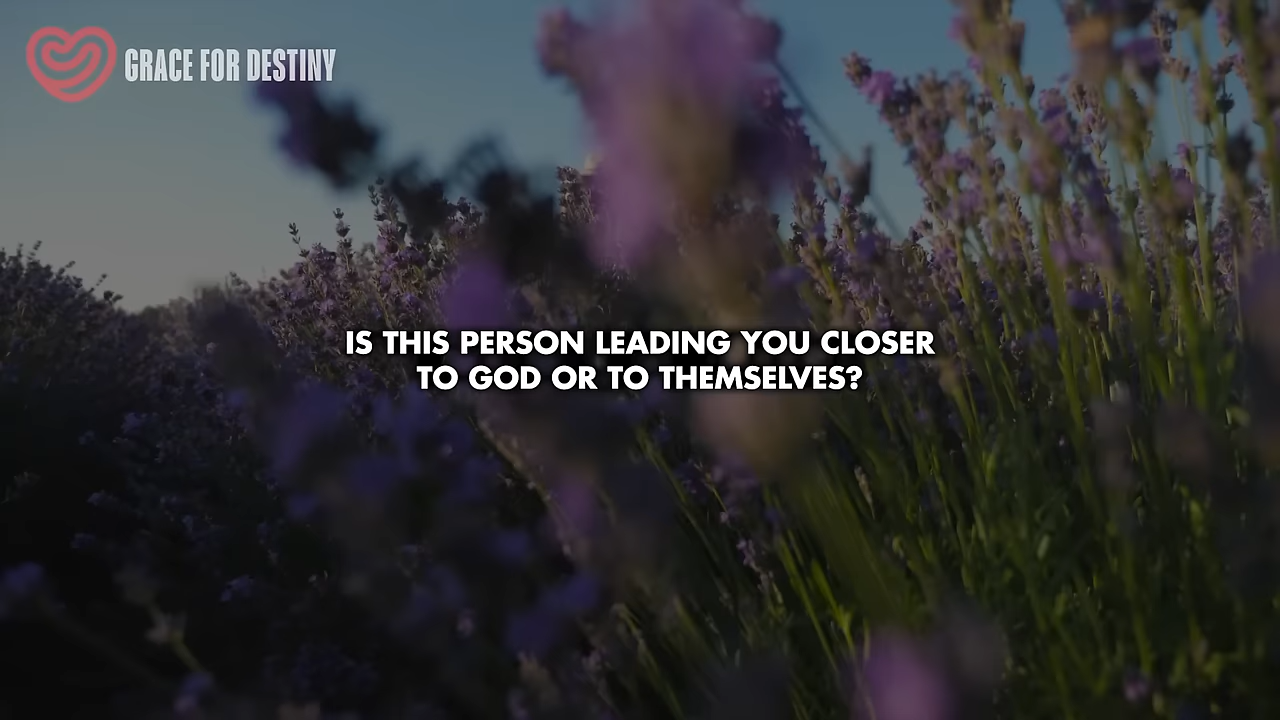 GRACE FOR DESTINY
IS THIS PERSON LEADING YOU CLOSER
TO GOD OR TO THEMSELVES?